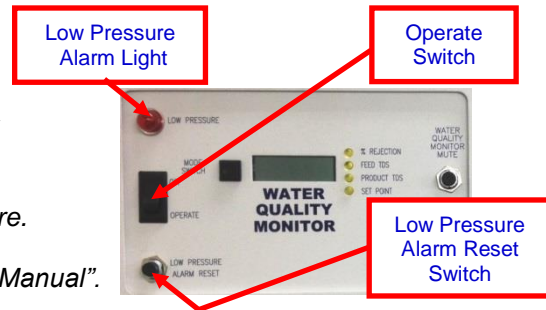 Low Pressure
Alarm Light
Operate
Switch
LOW PRESSURE
WATER
QUALITY
MONITOR
MUTE
% REJECTION
FEED TDS
PRODUCT TDS
SET POINT
MODE
SWITCH
OPERATE
WATER
QUALITY
MONITOR
re.
Low Pressure
Alarm Reset
Switch
LOW PRESSURE
ALARM RESET
Manual”.